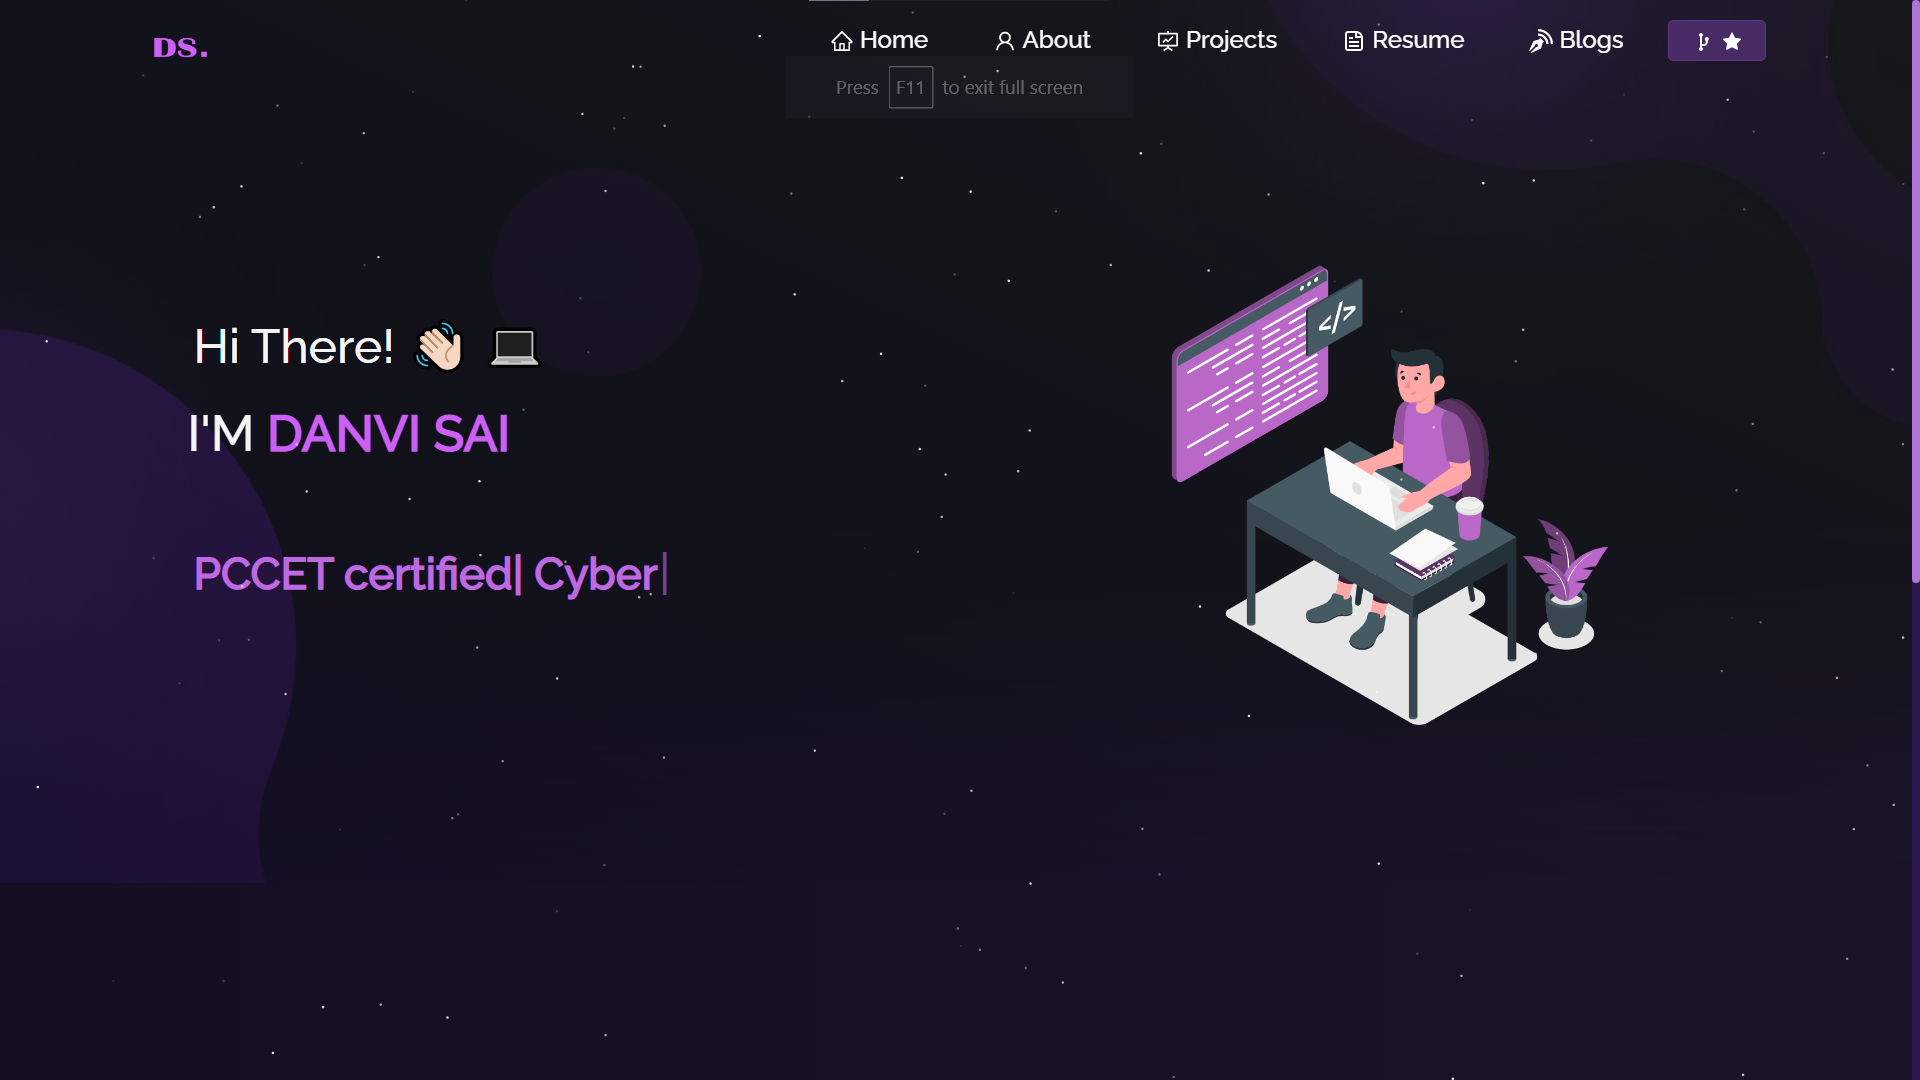 DS.
Home About Projects Resume Blogs
Press F11 to exit full screen
</>
Hi There! 👋🏻 💻
I'M DANVI SAI
PCCET certified| Cyber|